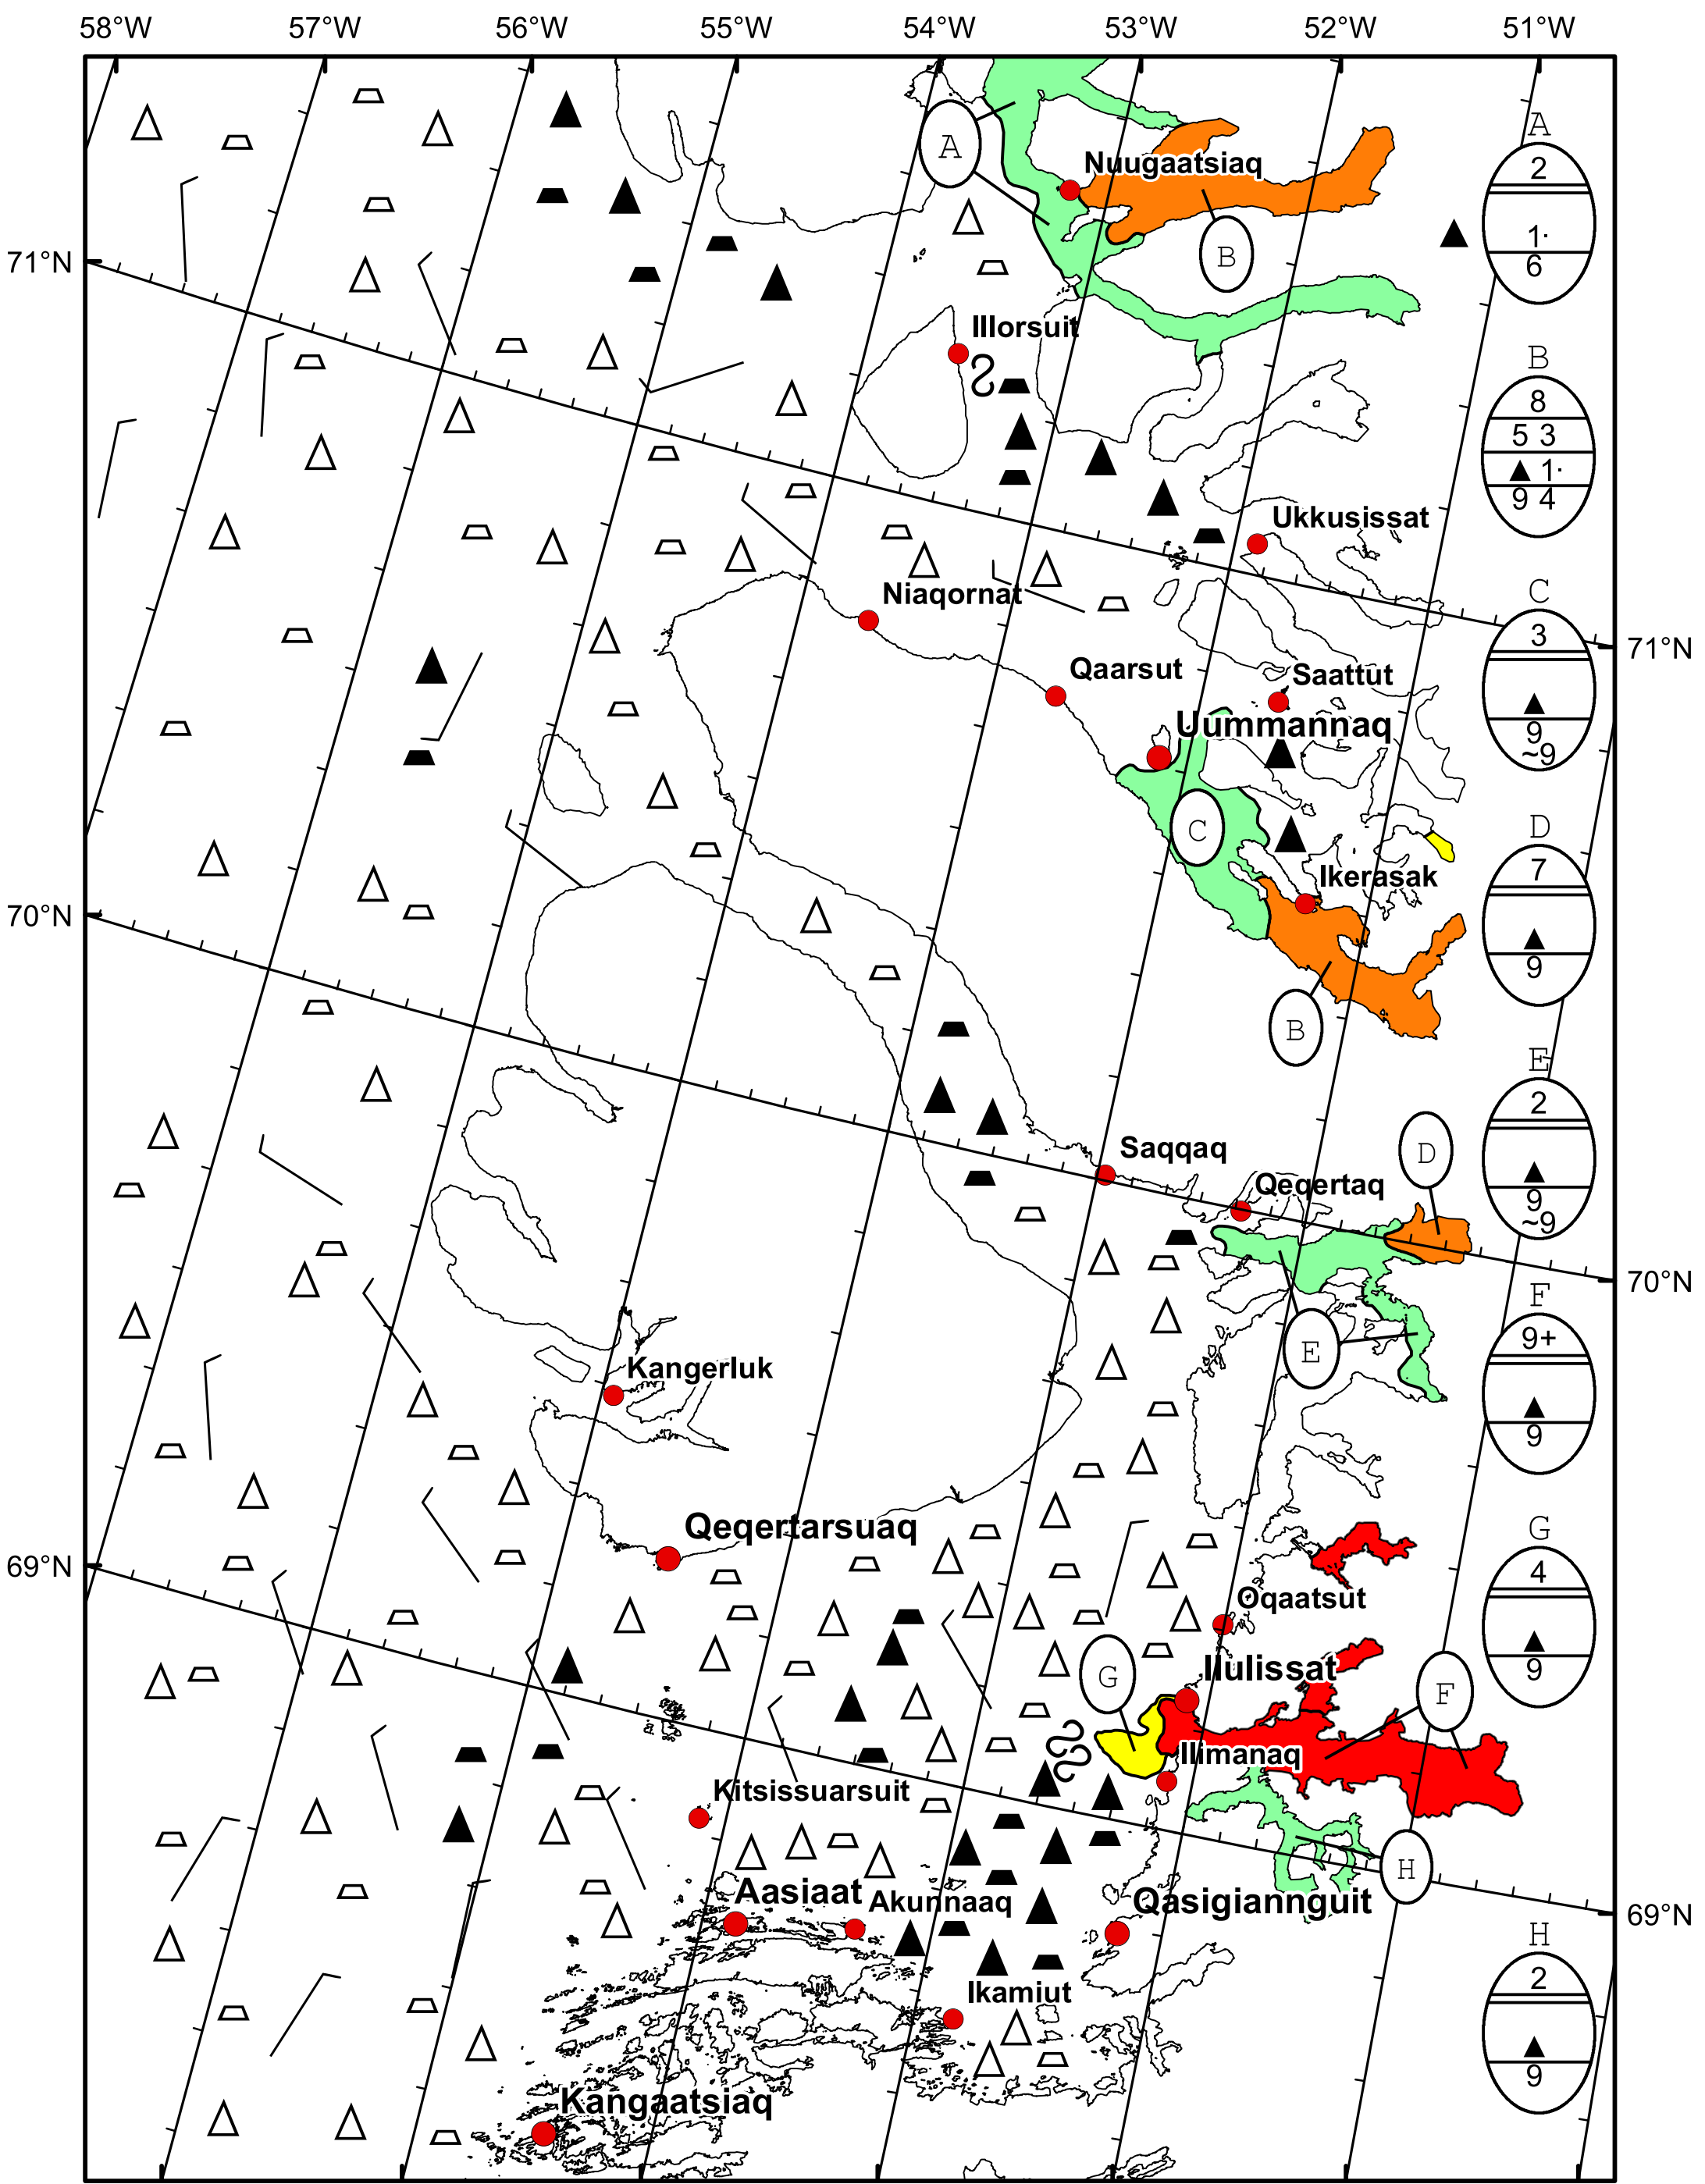 58°W 57°W 56°W 55°W 54°W 53°W 52°W 51°W
A
A
2
1·
6
Nuugaatsiaq
B
71°N
Illorsuit
B
8
5 3
1·
9 4
Ukkusissat
Niaqornat
C
3
9
~9
71°N
Qaarsut
Saattut
Uummannaq
C
D
7
9
Ikerasak
70°N
B
E
2
9
~9
D
Saqqaq
Qeqertaq
70°N
F
9+
9
E
Kangerluk
Qeqertarsuaq
G
4
9
69°N
Oqaatsut
Ilulissat
G
F
Ilimanaq
Kitsissuarsuit
H
Aasiaat
Akunnaaq
Qasigiannguit
69°N
H
2
9
Ikamiut
Kangaatsiaq